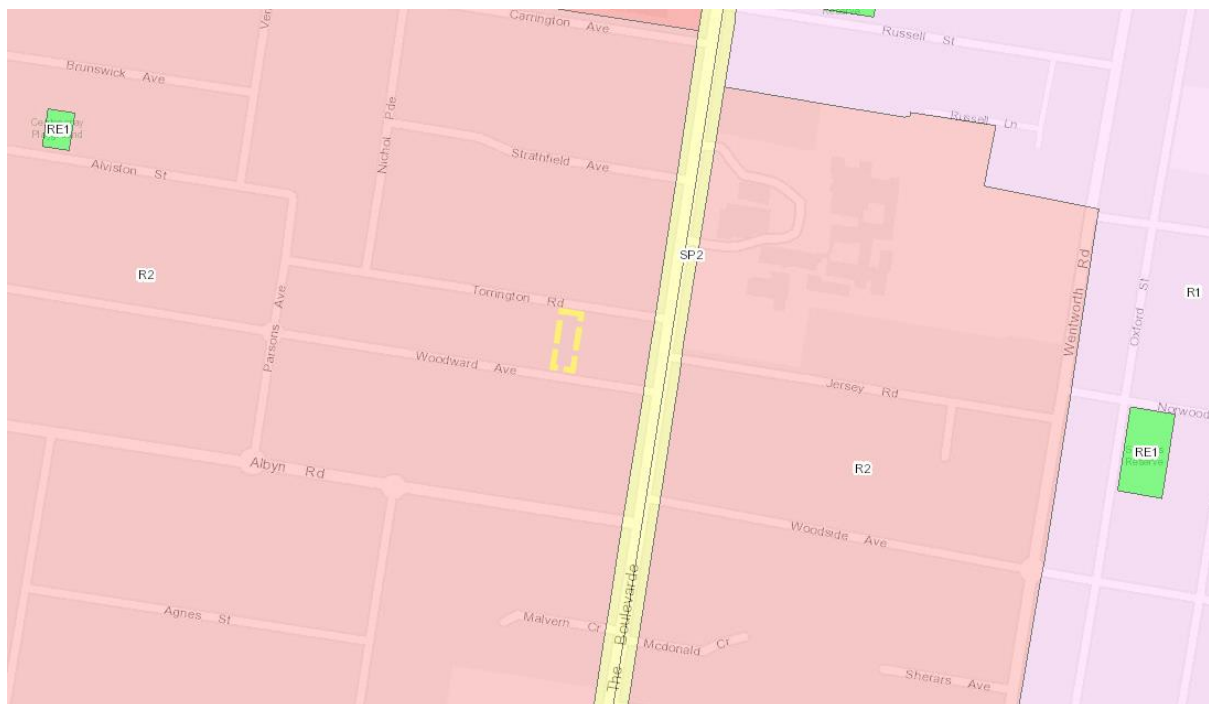 Carrington Ave
Russell St
Brunswick Ave
RE1
Nichol Pde
Russell Ln
Alviston St
Strathfield Ave
SP2
R2
Torrington Rd
Parsons Ave
Wentworth Rd
Oxford St
R1
Woodward Ave
Jersey Rd
Norwood
RE1
Reserve
R2
Albyn Rd
Woodside Ave
The Boulevarde
Agnes St
Malvern Cr
Mcdonald Cr
Sherars Ave